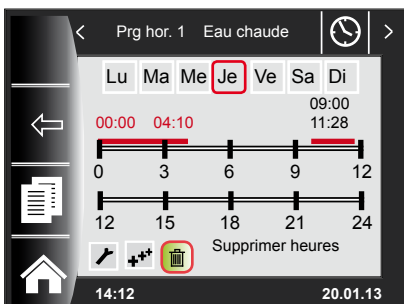 Prg hor. 1 Eau chaude
Lu Ma Me Je Ve Sa Di
09:00
00:00 04:10 11:28
0 3 6 9 12
12 15 18 21 24
Supprimer heures
14:12 20.01.13